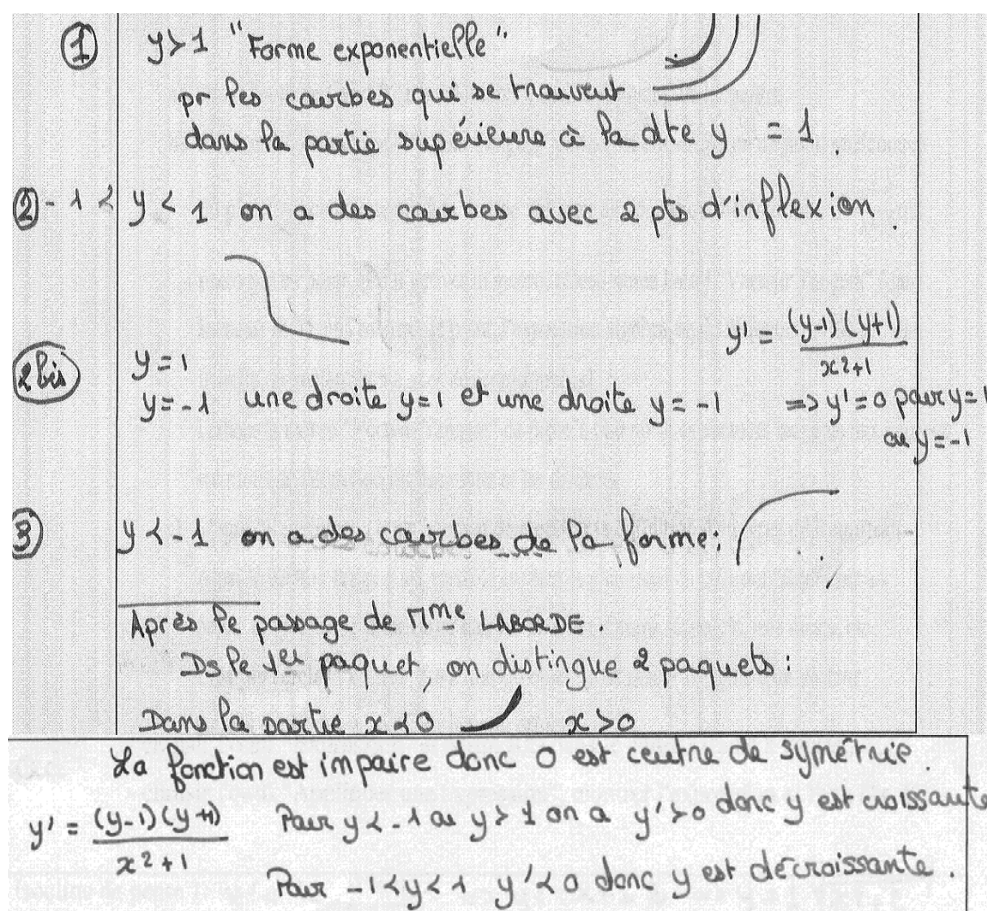 ① y>1 "Forme exponentielle"
pr les courbes qui se trouvent
dans la partie supérieure à la dte y = 1.
② -1 < y < 1 on a des courbes avec 2 pts d'inflexion.
y' = (y-1)(y+1) / x²+1
2bis y=1
y=-1 une droite y=1 et une droite y=-1 => y'=0 pour y=1
ou y=-1
③ y<-1 on a des courbes de la forme:
Après le passage de Mme LABORDE.
Ds le 1er paquet, on distingue 2 paquets:
Dans la partie x<0 x>0
La fonction est impaire donc O est centre de symétrie.
y' = (y-1)(y+1) / x²+1 Pour y<-1 ou y>1 on a y'>0 donc y est croissante
Pour -1<y<1 y'<0 donc y est décroissante.